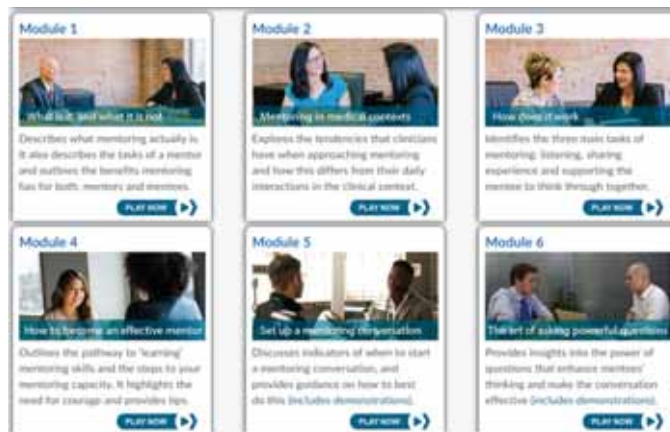 Module 1
What is it, and what it is not
Describes what mentoring actually is.
It also describes the tasks of a mentor
and outlines the benefits mentoring
has for both, mentors and mentees.
PLAY NOW
Module 2
Mentoring in medical contexts
Explores the tendencies that clinicians
have when approaching mentoring
and how this differs from their daily
interactions in the clinical context.
PLAY NOW
Module 3
How does it work
Identifies the three main tasks of
mentoring: listening, sharing
experience and supporting the
mentee to think through together.
PLAY NOW
Module 4
How to become an effective mentor
Outlines the pathway to 'learning'
mentoring skills and the steps to your
mentoring capacity. It highlights the
need for courage and provides tips.
PLAY NOW
Module 5
Set up a mentoring conversation
Discusses indicators of when to start
a mentoring conversation, and
provides guidance on how to best
do this (includes demonstrations).
PLAY NOW
Module 6
The art of asking powerful questions
Provides insights into the power of
questions that enhance mentees'
thinking and make the conversation
effective (includes demonstrations).
PLAY NOW